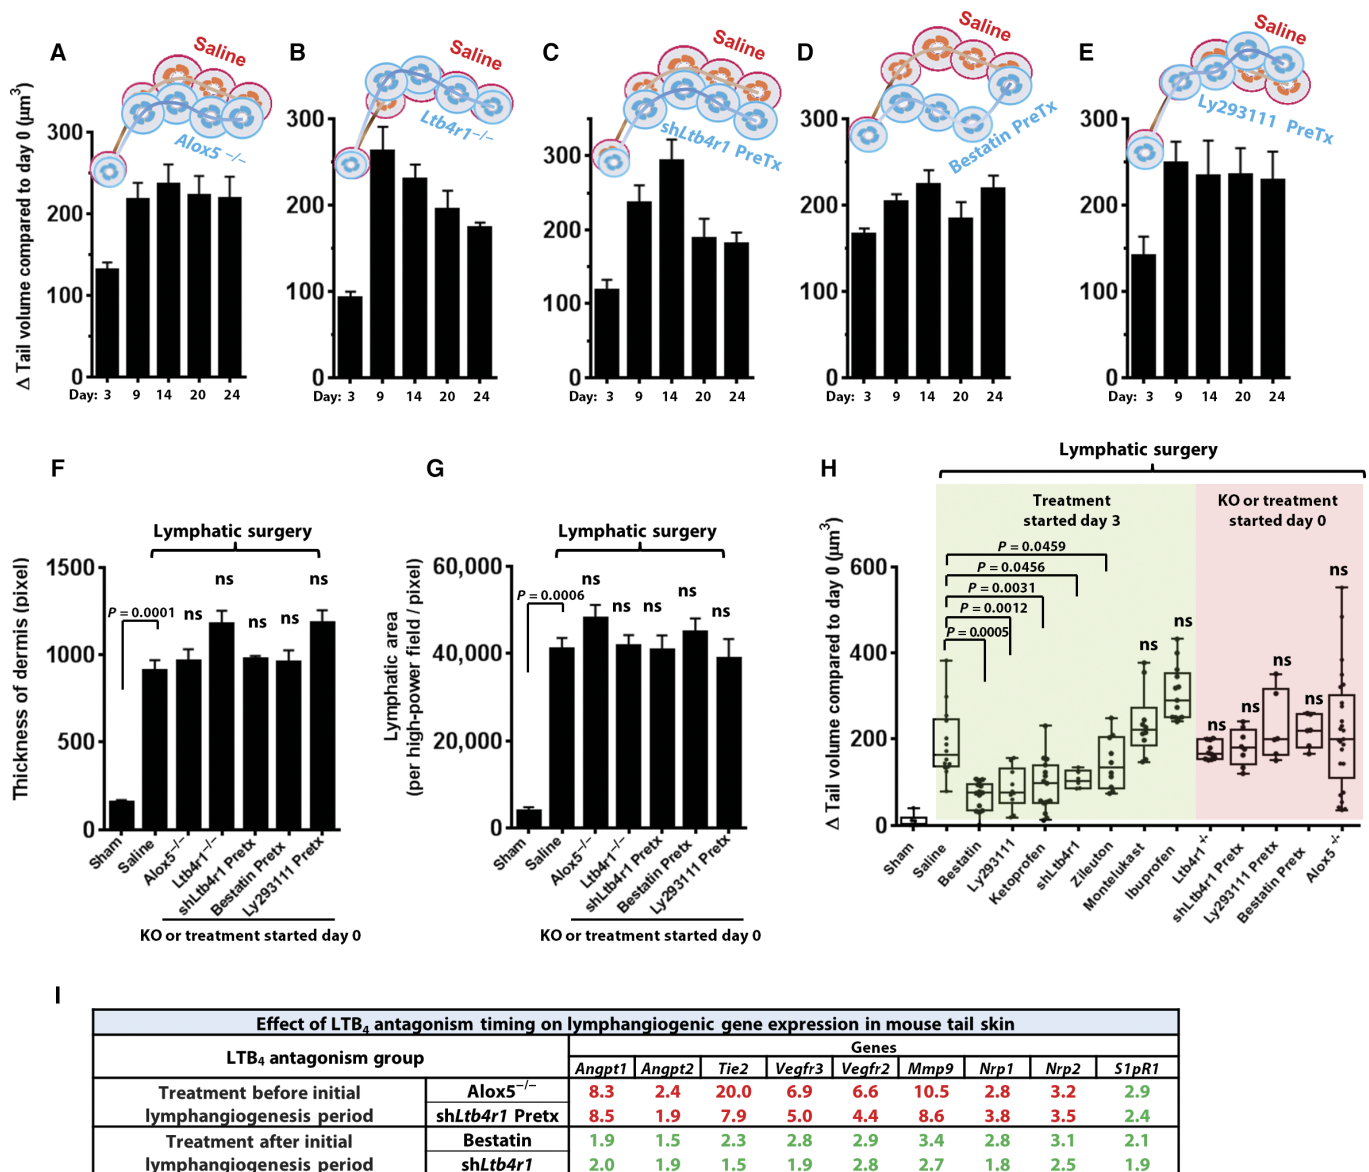 A
Saline
Alox5 −/−
B
Saline
Ltb4r1−/−
C
Saline
shLtb4r1 PreTx
D
Saline
Bestatin PreTx
E
Saline
Ly293111 PreTx
Δ Tail volume compared to day 0 (μm3)
300
200
100
0
Day: 3 9 14 20 24
300
200
100
0
Day: 3 9 14 20 24
300
200
100
0
Day: 3 9 14 20 24
300
200
100
0
Day: 3 9 14 20 24
300
200
100
0
Day: 3 9 14 20 24
F
Lymphatic surgery
Thickness of dermis (pixel)
1500
1000
500
0
P = 0.0001
ns
ns
ns
ns
ns
Sham
Saline
Alox5−/−
Ltb4r1−/−
shLtb4r1 Pretx
Bestatin Pretx
Ly293111 Pretx
KO or treatment started day 0
G
Lymphatic surgery
Lymphatic area
(per high-power field / pixel)
60,000
40,000
20,000
0
P = 0.0006
ns
ns
ns
ns
ns
Sham
Saline
Alox5−/−
Ltb4r1−/−
shLtb4r1 Pretx
Bestatin Pretx
Ly293111 Pretx
KO or treatment started day 0
H
Lymphatic surgery
Treatment
started day 3
KO or treatment
started day 0
Δ Tail volume compared to day 0 (μm3)
600
400
200
0
P = 0.0459
P = 0.0456
P = 0.0031
P = 0.0012
P = 0.0005
ns
ns
ns
ns
ns
ns
ns
Sham
Saline
Bestatin
Ly293111
Ketoprofen
shLtb4r1
Zileuton
Montelukast
Ibuprofen
Ltb4r1 -/-
shLtb4r1 Pretx
Ly293111 Pretx
Bestatin Pretx
Alox5 -/-
I
Effect of LTB4 antagonism timing on lymphangiogenic gene expression in mouse tail skin
LTB4 antagonism group
Genes
Angpt1 Angpt2 Tie2 Vegfr3 Vegfr2 Mmp9 Nrp1 Nrp2 S1pR1
Treatment before initial Alox5−/− 8.3 2.4 20.0 6.9 6.6 10.5 2.8 3.2 2.9
lymphangiogenesis period shLtb4r1 Pretx 8.5 1.9 7.9 5.0 4.4 8.6 3.8 3.5 2.4
Treatment after initial Bestatin 1.9 1.5 2.3 2.8 2.9 3.4 2.8 3.1 2.1
lymphangiogenesis period shLtb4r1 2.0 1.9 1.5 1.9 2.8 2.7 1.8 2.5 1.9